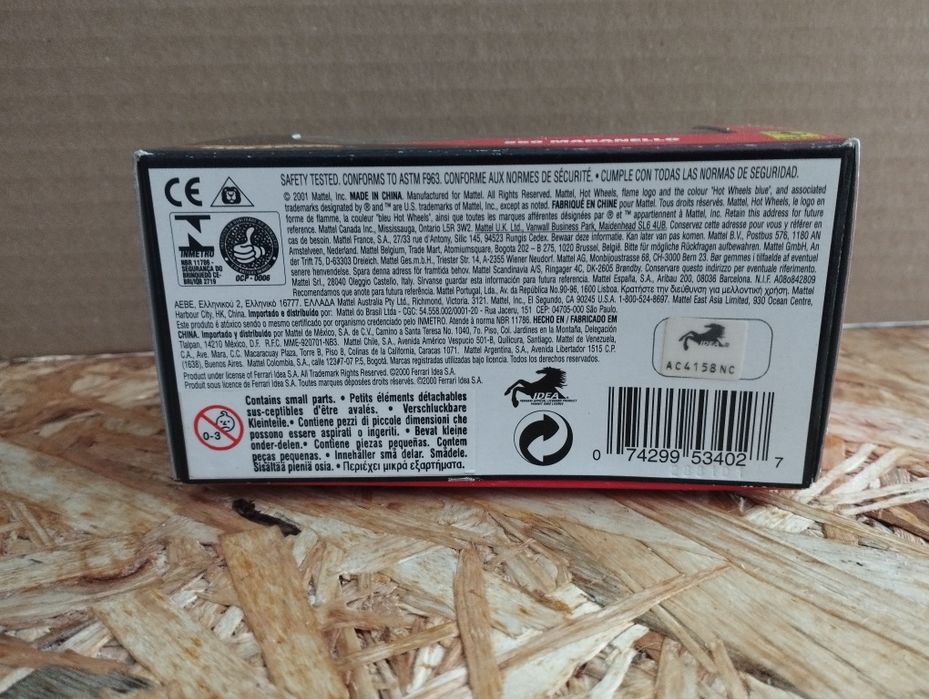 550 MARANELLO
CE
SAFETY TESTED. CONFORMS TO ASTM F963. CONFORME AUX NORMES DE SÉCURITÉ. • CUMPLE CON TODAS LAS NORMAS DE SEGURIDAD.
© 2001 Mattel, Inc. MADE IN CHINA. Manufactured for Mattel. All Rights Reserved. Mattel, Hot Wheels, flame logo and the colour "Hot Wheels blue", and associated
trademarks designated by ® and ™ are U.S. trademarks of Mattel, Inc., except as noted. FABRIQUÉ EN CHINE pour Mattel. Tous droits réservés. Mattel, Hot Wheels, le logo en
forme de flamme, la couleur "bleu Hot Wheels", ainsi que toutes les marques afférentes désignées par ® et ™ appartiennent à Mattel, Inc. Retain this address for future
reference. Mattel Canada Inc., Mississauga, Ontario L5R 3W2. Mattel U.K. Ltd., Vanwall Business Park, Maidenhead SL6 4UB. Conservez cette adresse pour vous y référer en
cas de besoin. Mattel France, S.A., 27/33 rue d'Antony, Silic 145, 94523 Rungis Cedex. Bewaar deze informatie. Kan later van pas komen. Mattel B.V., Postbus 576, 1180 AN
Amstelveen, Nederland. Mattel Belgium, Trade Mart, Atomiumsquare, Bogota 202 - B 275, 1020 Brussel, België. Bitte für mögliche Rückfragen aufbewahren. Mattel GmbH, An
der Trift 75, D-63303 Dreieich. Mattel Ges.m.b.H., Triester Str. 14, A-2355 Wiener Neudorf. Mattel AG, Monbijoustrasse 68, CH-3000 Bern 23. Bør gemmes i tilfælde af eventuel
senere henvendelse. Spara denna adress för framtida behov. Mattel Scandinavia A/S, Ringager 4C, DK-2605 Brøndby. Conservare questo indirizzo per eventuale riferimento.
Mattel Srl., 28040 Oleggio Castello, Italy. Sírvanse guardar esta información para futura referencia. Mattel España, S.A., Aribau 200, 08036 Barcelona. N.I.F. A08o842809
Recomendamos que anote para futura referência. Mattel Portugal, Lda., Av. da República No.90-96, 1600 Lisboa. Κρατήστε την διεύθυνση για μελλοντική χρήση. Mattel
ΑΕΒΕ, Ελληνικού 2, Ελληνικό 16777. ΕΛΛΑΔΑ Mattel Australia Pty Ltd., Richmond, Victoria. 3121. Mattel, Inc., El Segundo, CA 90245 U.S.A. 1-800-524-8697. Mattel East Asia Limited, 930 Ocean Centre,
Harbour City, HK, China. Importado e distribuido por: Mattel do Brasil Ltda - CGC: 54.558.002/0001-20 - Rua Jaceru, 151 CEP: 04705-000 São Paulo.
Este produto é atóxico sendo o mesmo certificado por organismo credenciado pelo INMETRO. Atende à norma NBR 11786. HECHO EN / FABRICADO EM
CHINA. Importado y distribuido por: Mattel de México, S.A. de C.V., Camino a Santa Teresa No. 1040, 7o. Piso, Col. Jardines en la Montaña, Delegación
Tlalpan, 14210 México, D.F. R.F.C. MME-920701-NB3. Mattel Chile, S.A., Avenida Américo Vespucio 501-B, Quilicura, Santiago. Mattel de Venezuela,
C.A., Ave. Mara, C.C. Macaracuay Plaza, Torre B, Piso 8, Colinas de la California, Caracas 1071. Mattel Argentina, S.A., Avenida Libertador 1515 C.P.
(1638), Buenos Aires. Mattel Colombia, S.A., calle 123#7-07 P.5, Bogotá. Marcas registradas utilizadas bajo licencia. Todos los derechos reservados.
Product under license of Ferrari Idea S.A. All Trademark Rights Reserved. ©2000 Ferrari Idea S.A.
Produit sous licence de Ferrari Idea S.A. Toutes marques déposées droits réservés. ©2000 Ferrari Idea S.A.
INMETRO
NBR 11786 -
SEGURANÇA DO
BRINQUEDO CE-
BRI/IQB 2719
OCP - 0006
0-3
Contains small parts. • Petits éléments détachables
sus-ceptibles d'être avalés. • Verschluckbare
Kleinteile.• Contiene pezzi di piccole dimensioni che
possono essere aspirati o ingeriti. • Bevat kleine
onder-delen.• Contiene piezas pequeñas. Contem
peças pequenas. • Innehåller små delar. Smådele.
Sisältää pieniä osia. • Περιέχει μικρά εξαρτήματα.
IDEA
IDEA
AC4158NC
0 74299 53402 7